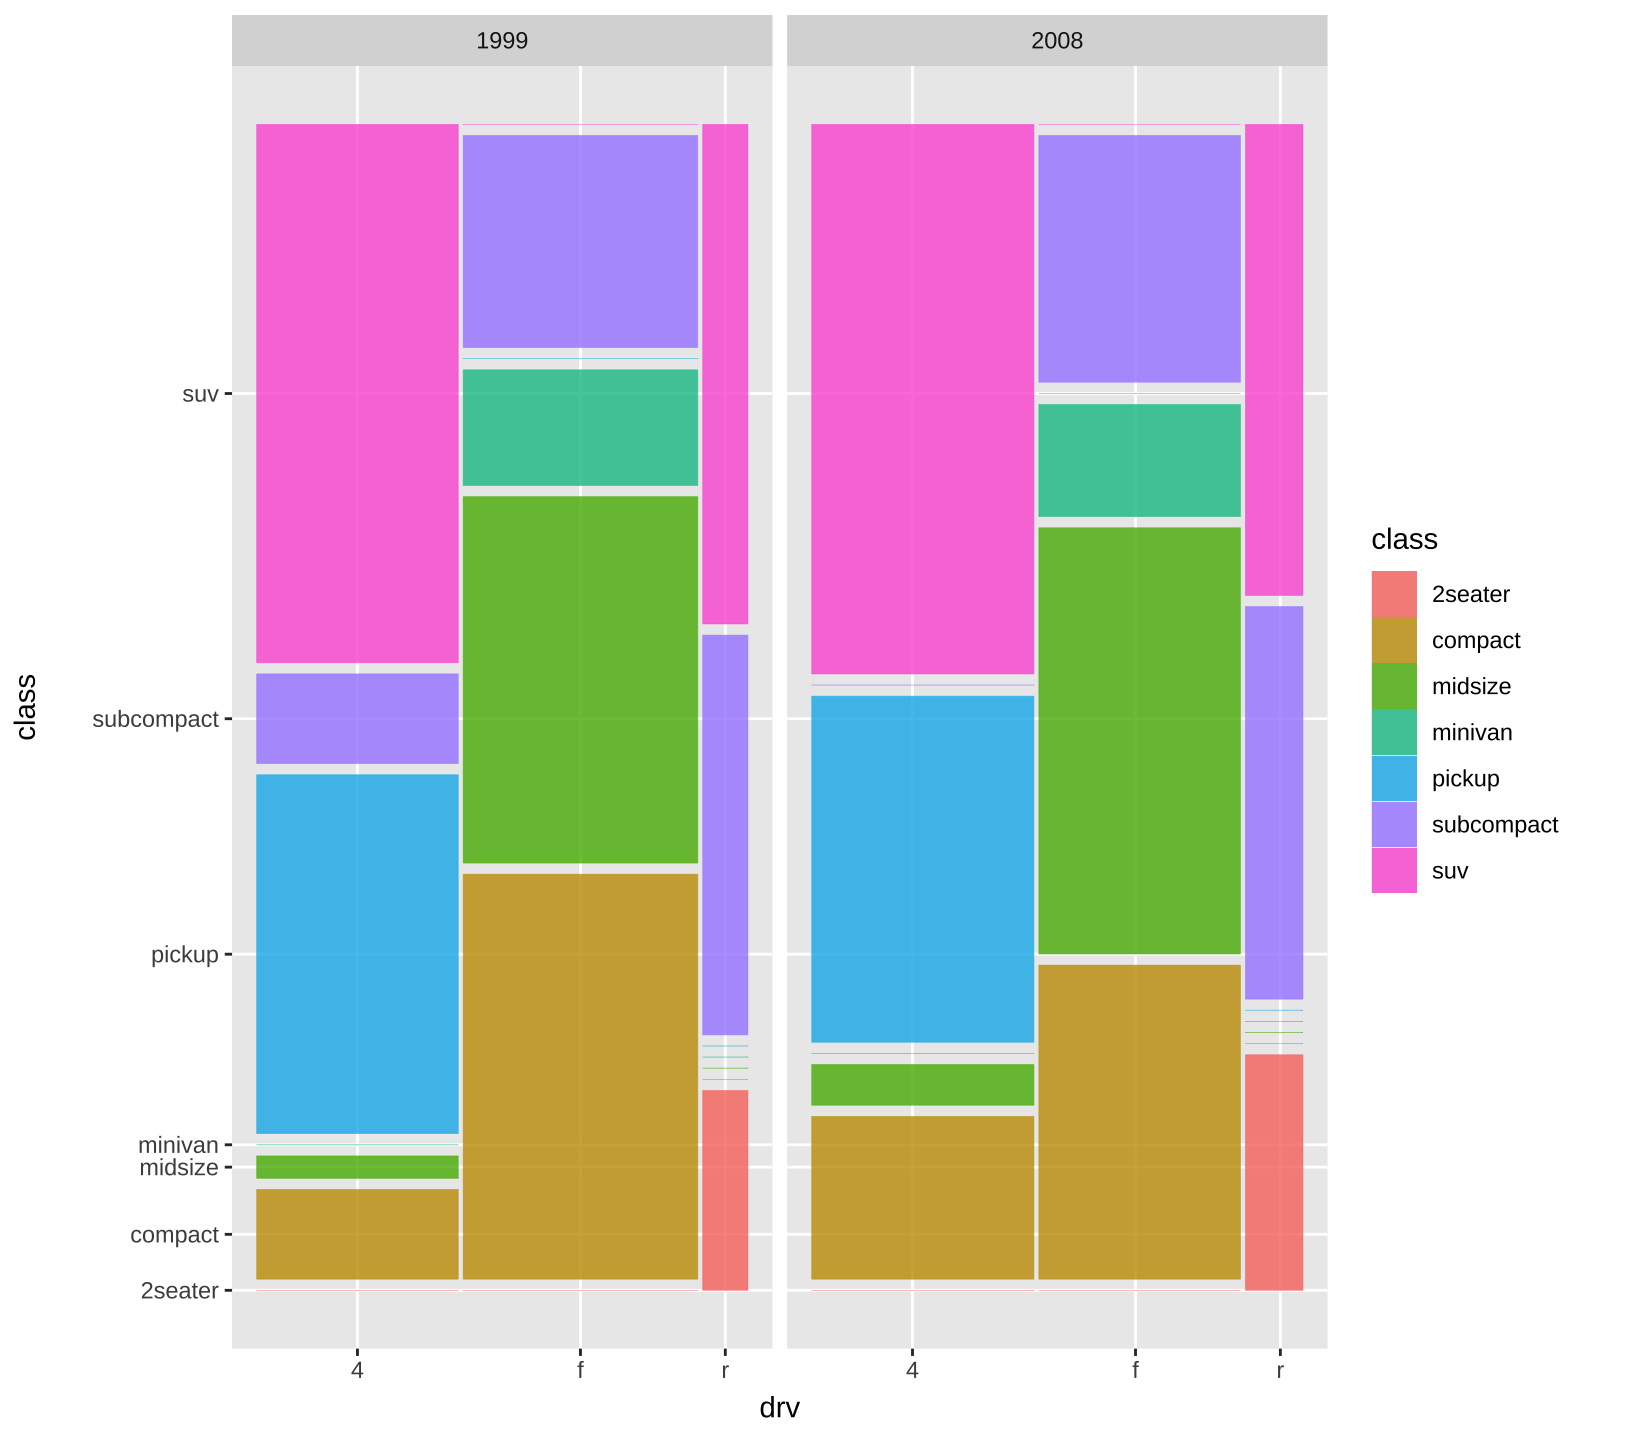 1999
2008
class
suv
subcompact
pickup
minivan
midsize
compact
2seater
4
f
r
4
f
r
drv
class
2seater
compact
midsize
minivan
pickup
subcompact
suv